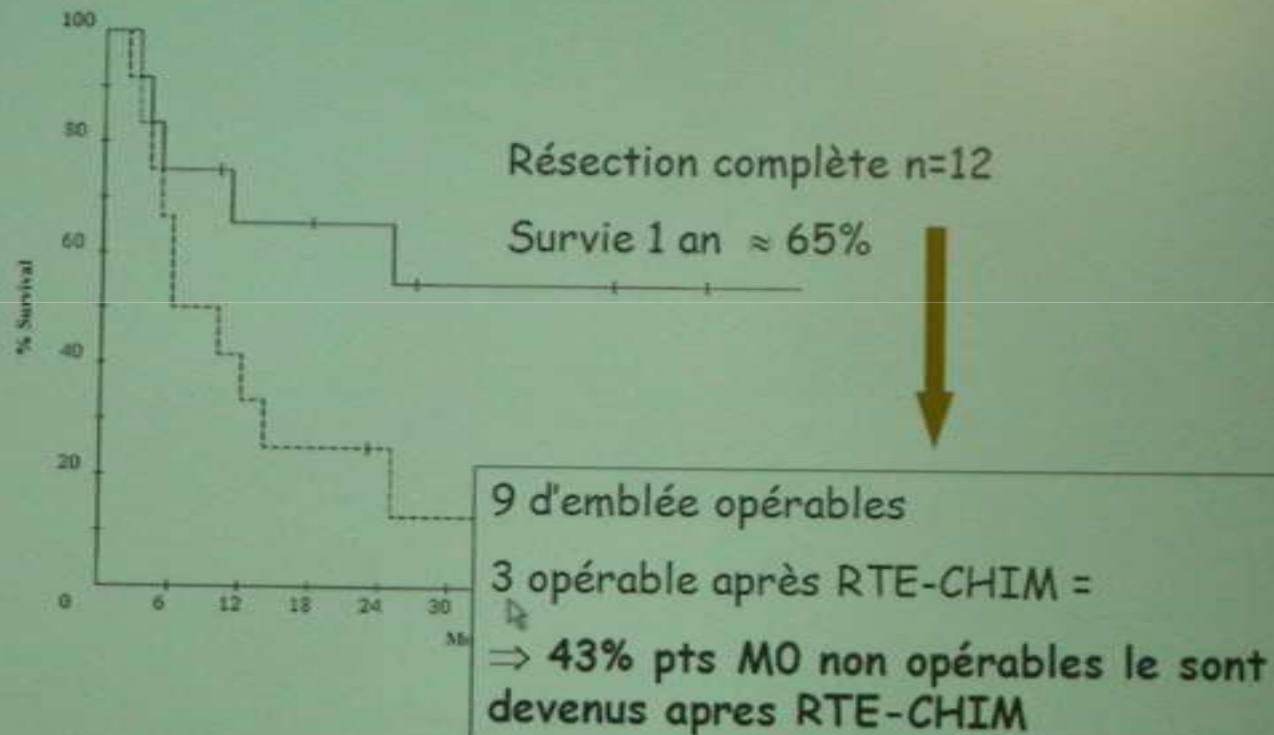 100
80
60
40
20
0
% Survival
6 12 18 24 30
Résection complète n=12
Survie 1 an ≈ 65%
9 d'emblée opérables
3 opérable après RTE-CHIM =
⇒ 43% pts M0 non opérables le sont
devenus apres RTE-CHIM